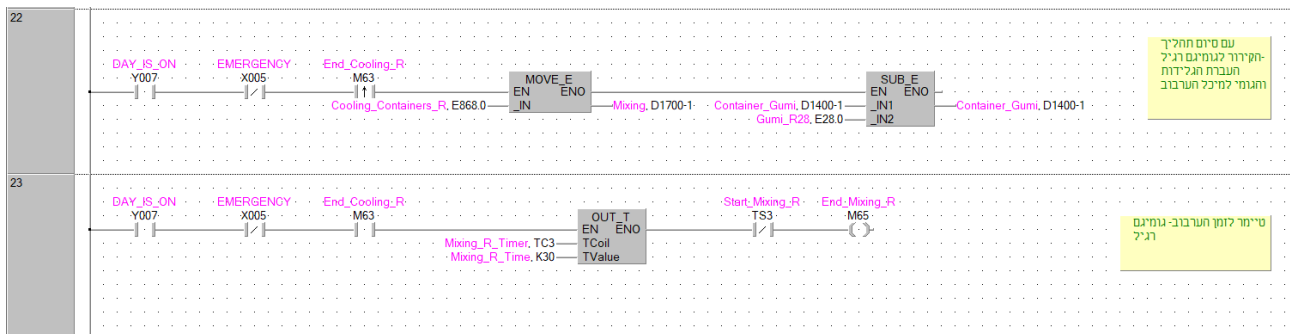 22
DAY_IS_ON EMERGENCY End_Cooling_R
Y007 X005 M63
MOVE_E
EN ENO
Cooling_Containers_R, E868.0 _IN Mixing, D1700-1
SUB_E
EN ENO
Container_Gumi, D1400-1 _IN1 Container_Gumi, D1400-1
Gumi_R28, E28.0 _IN2
עם סיום תהליך
הקירור לגומיגם רגיל-
העברת הגלידות
והגומי למיכל הערבוב
23
DAY_IS_ON EMERGENCY End_Cooling_R
Y007 X005 M63
OUT_T
EN ENO
Mixing_R_Timer, TC3 TCoil
Mixing_R_Time, K30 TValue
Start_Mixing_R End_Mixing_R
TS3 M65
טיימר לזמן הערבוב- גומיגם
רגיל